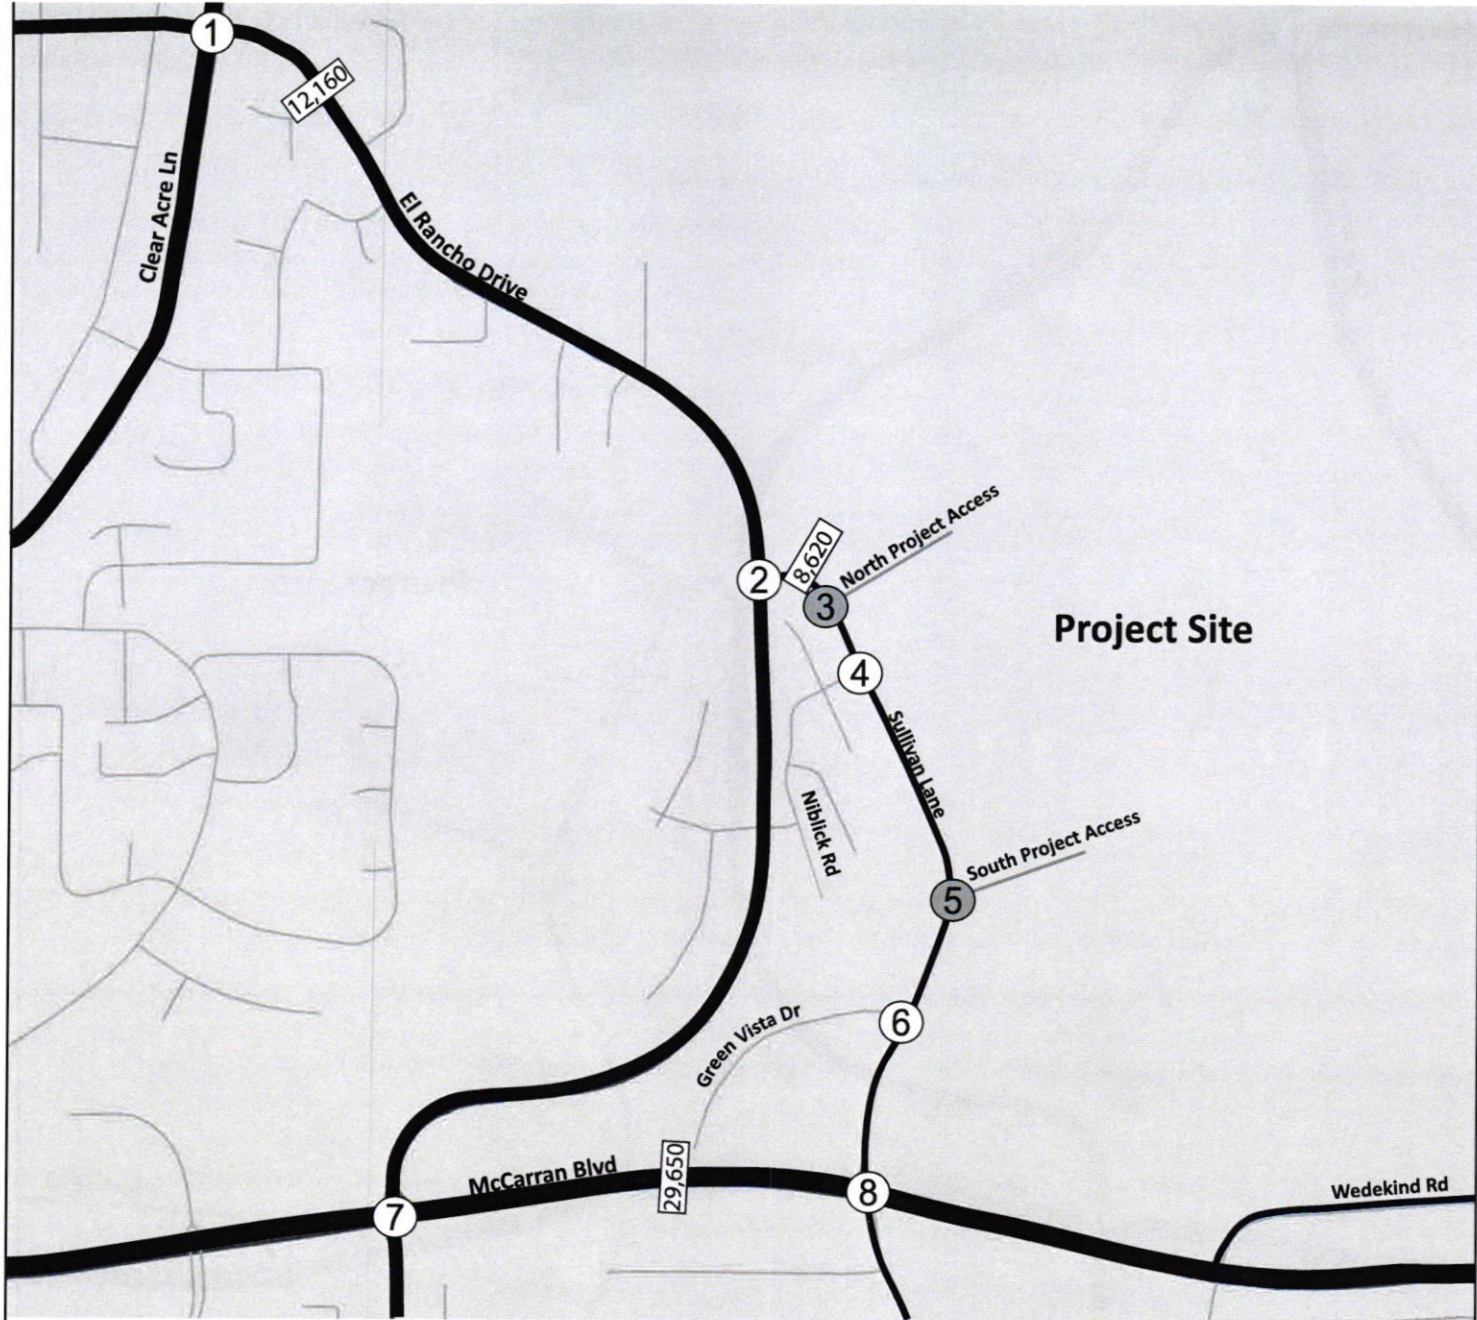 1
12,160
Clear Acre Ln
El Rancho Drive
2
8,620
North Project Access
3
Project Site
4
Sullivan Lane
Niblick Rd
South Project Access
5
6
Green Vista Dr
29,650
McCarran Blvd
7
8
Wedekind Rd